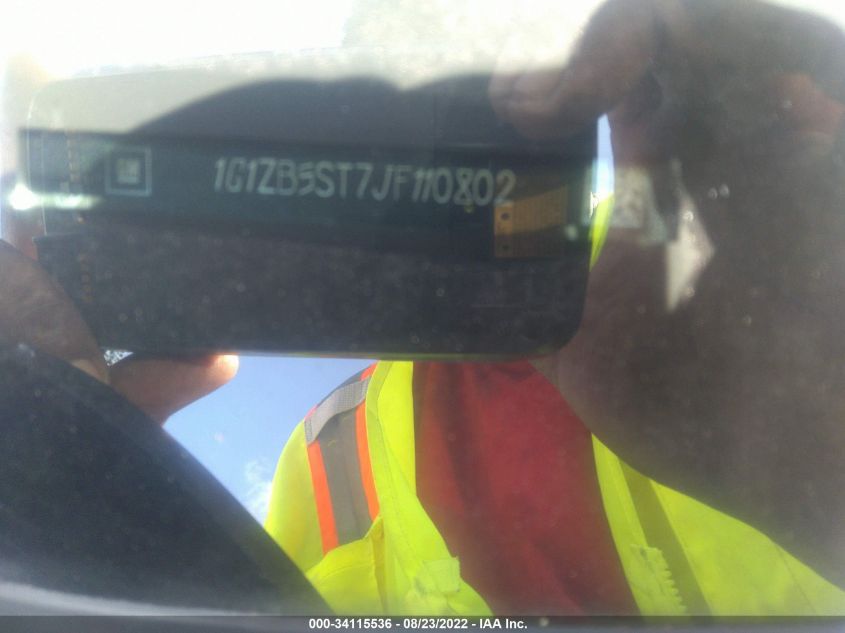 1G1ZB5ST7JF110802
000-34115536 - 08/23/2022 - IAA Inc.